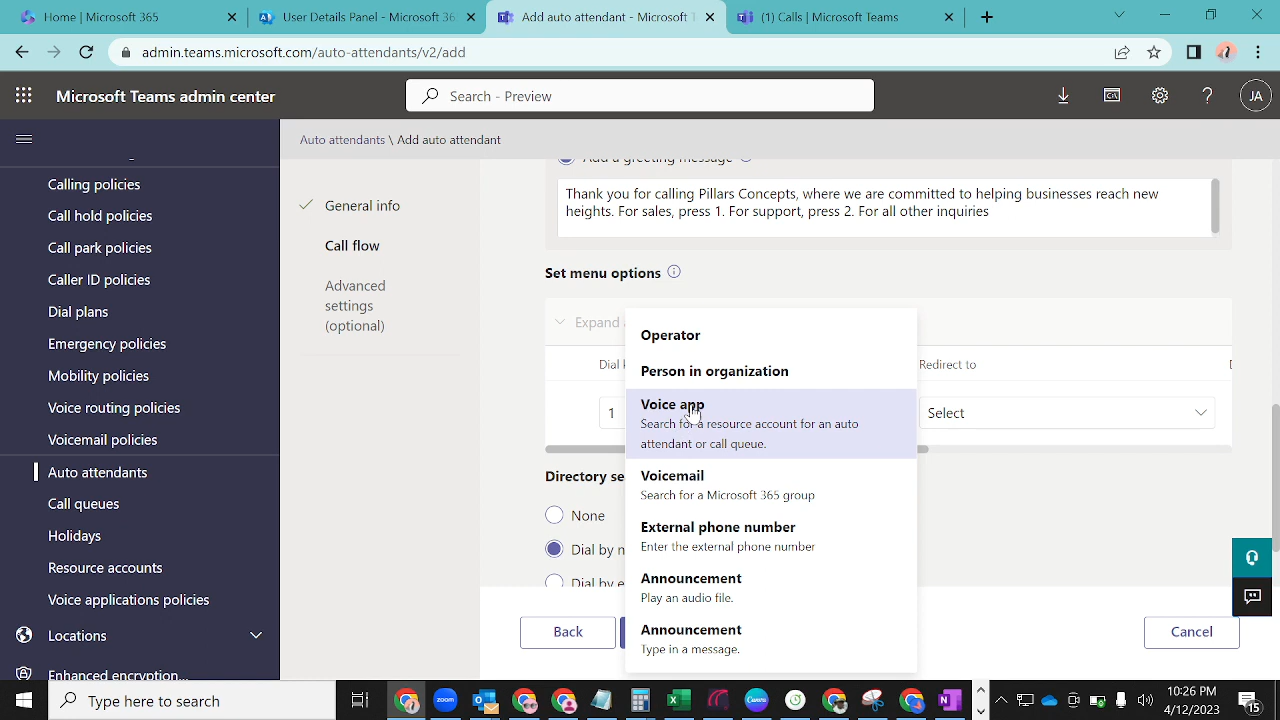 Home | Microsoft 365
User Details Panel - Microsoft 36
Add auto attendant - Microsoft T
(1) Calls | Microsoft Teams
admin.teams.microsoft.com/auto-attendants/v2/add
Microsoft Teams admin center
Search - Preview
JA
Auto attendants \ Add auto attendant
Calling policies
Call hold policies
Call park policies
Caller ID policies
Dial plans
Emergency policies
Mobility policies
Voice routing policies
Voicemail policies
Auto attendants
Call queues
Holidays
Resource accounts
Voice applications policies
Locations
Enhanced encryption...
General info
Call flow
Advanced
settings
(optional)
Add a greeting message
Thank you for calling Pillars Concepts, where we are committed to helping businesses reach new
heights. For sales, press 1. For support, press 2. For all other inquiries
Set menu options
Expand
Dial
Redirect to
1
Select
Operator
Person in organization
Voice app
Search for a resource account for an auto
attendant or call queue.
Voicemail
Search for a Microsoft 365 group
External phone number
Enter the external phone number
Announcement
Play an audio file.
Announcement
Type in a message.
Directory se
None
Dial by n
Dial by e
Back
Cancel
Type here to search
zoom
Canva
10:26 PM
4/12/2023
15